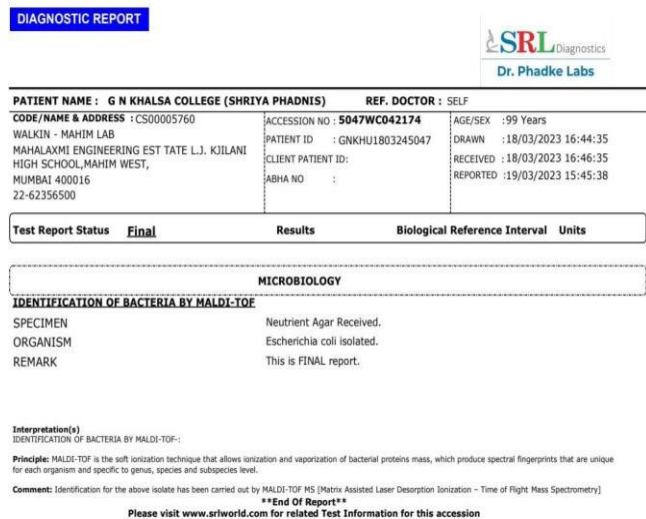 DIAGNOSTIC REPORT
SRL Diagnostics
Dr. Phadke Labs
PATIENT NAME : G N KHALSA COLLEGE (SHRIYA PHADNIS) REF. DOCTOR : SELF
CODE/NAME & ADDRESS : CS00005760 ACCESSION NO : 5047WC042174 AGE/SEX :99 Years
WALKIN - MAHIM LAB PATIENT ID : GNKHU1803245047 DRAWN :18/03/2023 16:44:35
MAHALAXMI ENGINEERING EST TATE L.J. KJILANI CLIENT PATIENT ID: RECEIVED :18/03/2023 16:46:35
HIGH SCHOOL,MAHIM WEST, ABHA NO : REPORTED :19/03/2023 15:45:38
MUMBAI 400016
22-62356500
Test Report Status Final Results Biological Reference Interval Units
MICROBIOLOGY
IDENTIFICATION OF BACTERIA BY MALDI-TOF
SPECIMEN Neutrient Agar Received.
ORGANISM Escherichia coli isolated.
REMARK This is FINAL report.
Interpretation(s)
IDENTIFICATION OF BACTERIA BY MALDI-TOF-:
Principle: MALDI-TOF is the soft ionization technique that allows ionization and vaporization of bacterial proteins mass, which produce spectral fingerprints that are unique
for each organism and specific to genus, species and subspecies level.
Comment: Identification for the above isolate has been carried out by MALDI-TOF MS [Matrix Assisted Laser Desorption Ionization – Time of Flight Mass Spectrometry]
**End Of Report**
Please visit www.srlworld.com for related Test Information for this accession